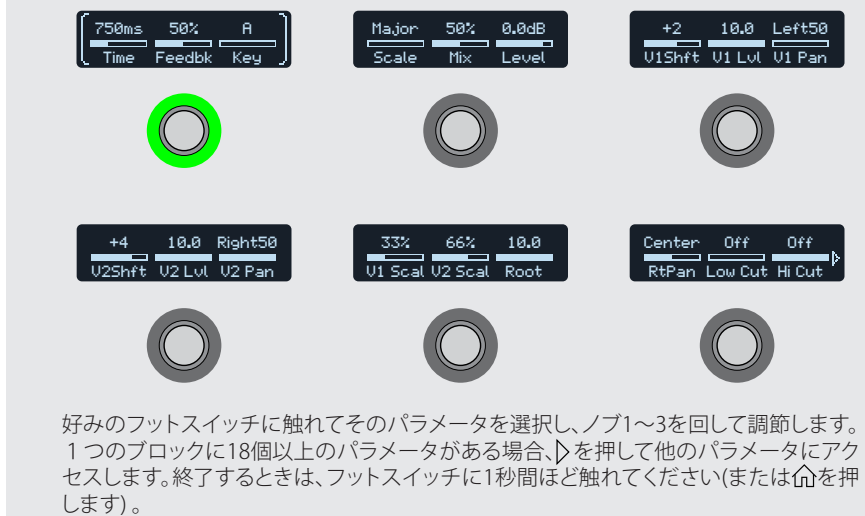 750ms 50% A
Time Feedbk Key
Major 50% 0.0dB
Scale Mix Level
+2 10.0 Left50
V1Shft V1 Lvl V1 Pan
+4 10.0 Right50
V2Shft V2 Lvl V2 Pan
33% 66% 10.0
V1 Scal V2 Scal Root
Center Off Off
RtPan Low Cut Hi Cut
好みのフットスイッチに触れてそのパラメータを選択し、ノブ1～3を回して調節します。
１つのブロックに18個以上のパラメータがある場合、▷を押して他のパラメータにアク
セスします。終了するときは、フットスイッチに1秒間ほど触れてください(または⌂を押
します) 。